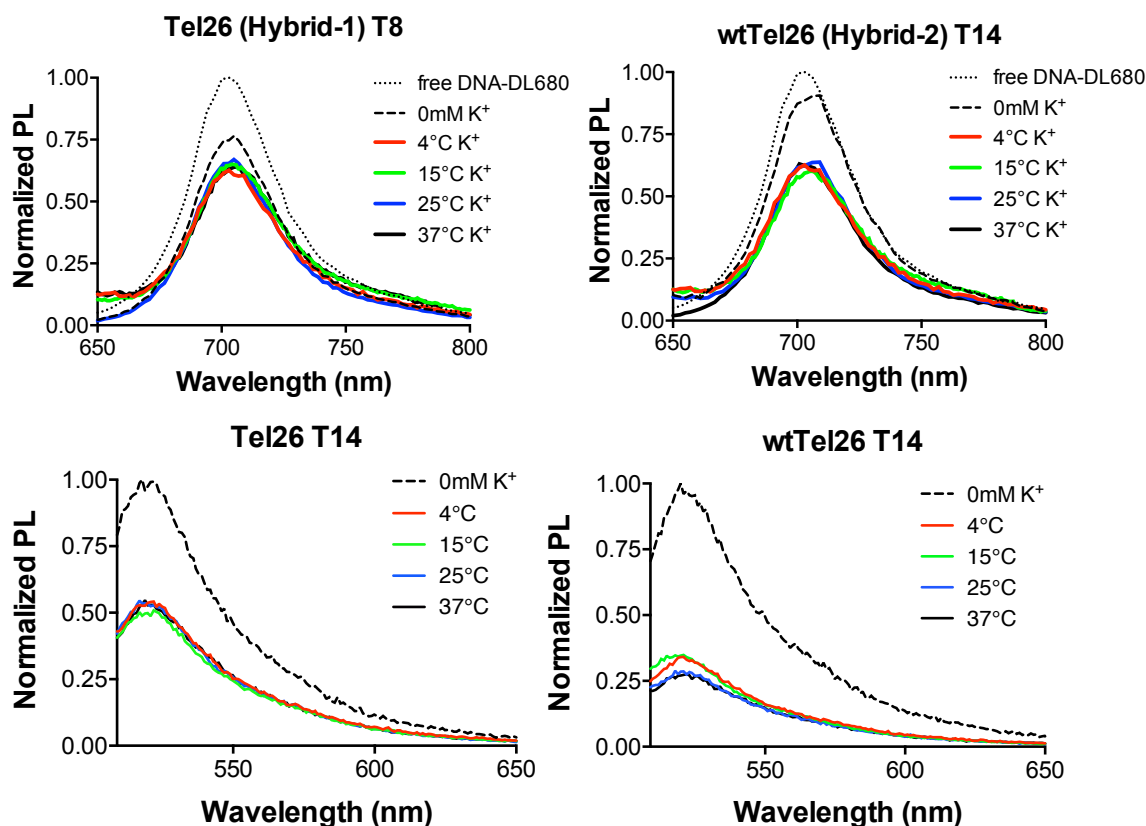 Tel26 (Hybrid-1) T8
Normalized PL
1.00
0.75
0.50
0.25
0.00
650
700
750
800
Wavelength (nm)
free DNA-DL680
0mM K⁺
4°C K⁺
15°C K⁺
25°C K⁺
37°C K⁺
wtTel26 (Hybrid-2) T14
Normalized PL
1.00
0.75
0.50
0.25
0.00
650
700
750
800
Wavelength (nm)
free DNA-DL680
0mM K⁺
4°C K⁺
15°C K⁺
25°C K⁺
37°C K⁺
Tel26 T14
Normalized PL
1.00
0.75
0.50
0.25
0.00
550
600
650
Wavelength (nm)
0mM K⁺
4°C
15°C
25°C
37°C
wtTel26 T14
Normalized PL
1.00
0.75
0.50
0.25
0.00
550
600
650
Wavelength (nm)
0mM K⁺
4°C
15°C
25°C
37°C